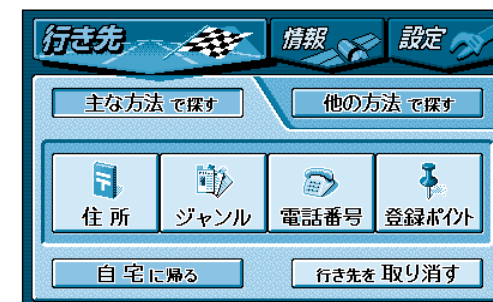 行き先
情報
設定
主な方法 で探す
他の方法 で探す
住所
ジャンル
電話番号
登録ポイント
自宅に帰る
行き先を 取り消す